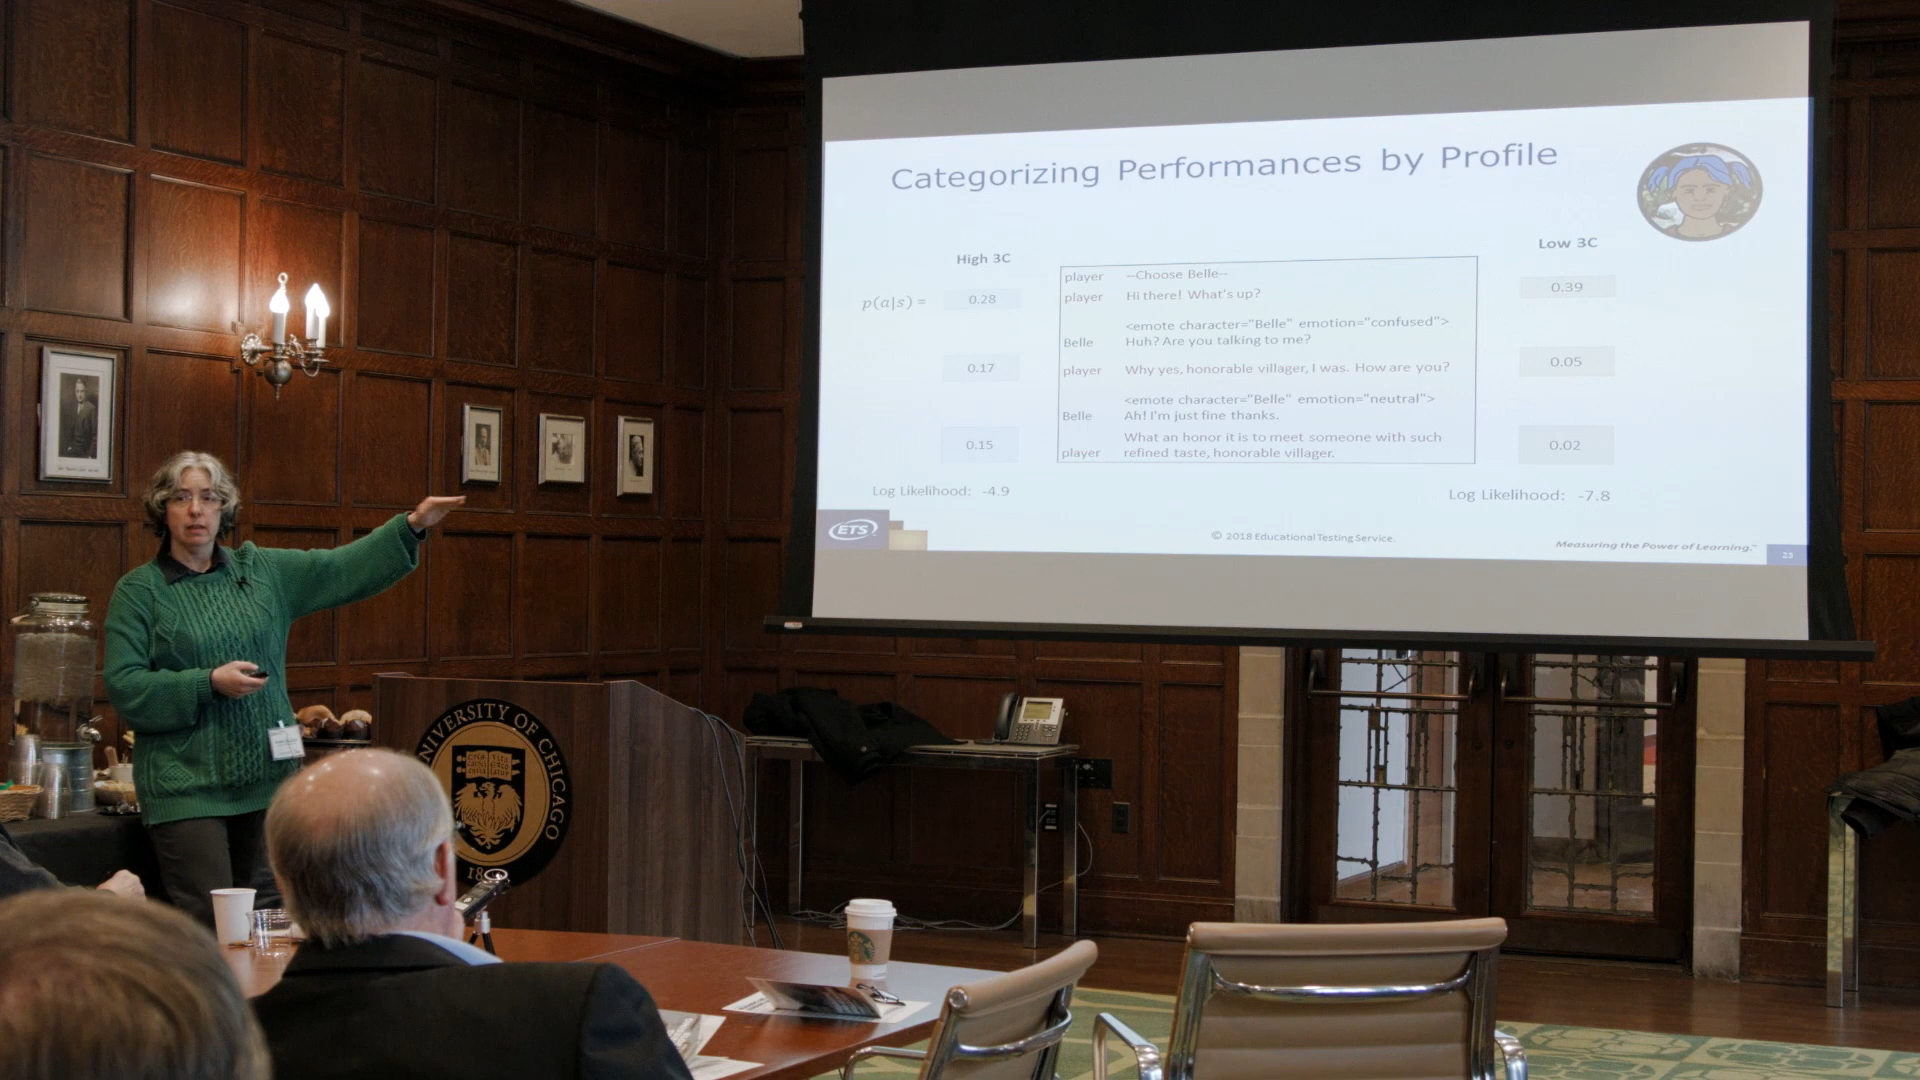 Categorizing Performances by Profile
High 3C
Low 3C
p(a|s) =
0.28
0.17
0.15
player --Choose Belle--
player Hi there! What's up?
<emote character="Belle" emotion="confused">
Belle Huh? Are you talking to me?
player Why yes, honorable villager, I was. How are you?
<emote character="Belle" emotion="neutral">
Belle Ah! I'm just fine thanks.
What an honor it is to meet someone with such
player refined taste, honorable villager.
0.39
0.05
0.02
Log Likelihood: -4.9
Log Likelihood: -7.8
ETS
© 2018 Educational Testing Service.
Measuring the Power of Learning.™
23
UNIVERSITY OF CHICAGO